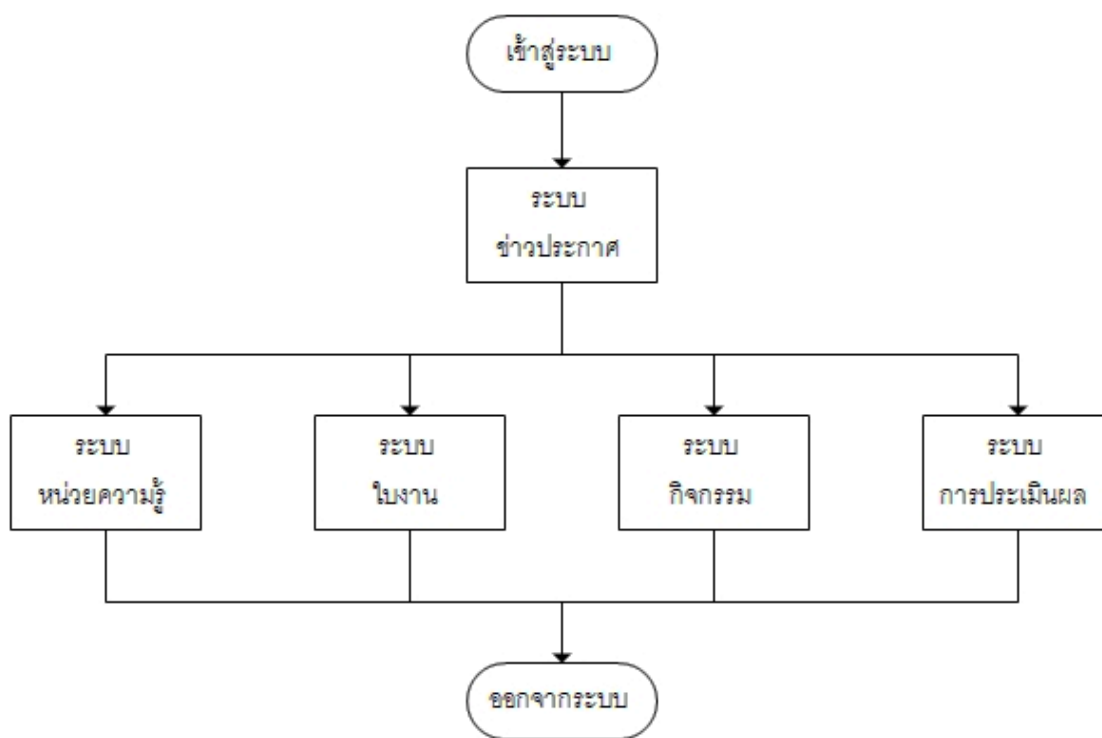 เข้าสู่ระบบ
ระบบ
ข่าวประกาศ
ระบบ
หน่วยความรู้
ระบบ
ใบงาน
ระบบ
กิจกรรม
ระบบ
การประเมินผล
ออกจากระบบ